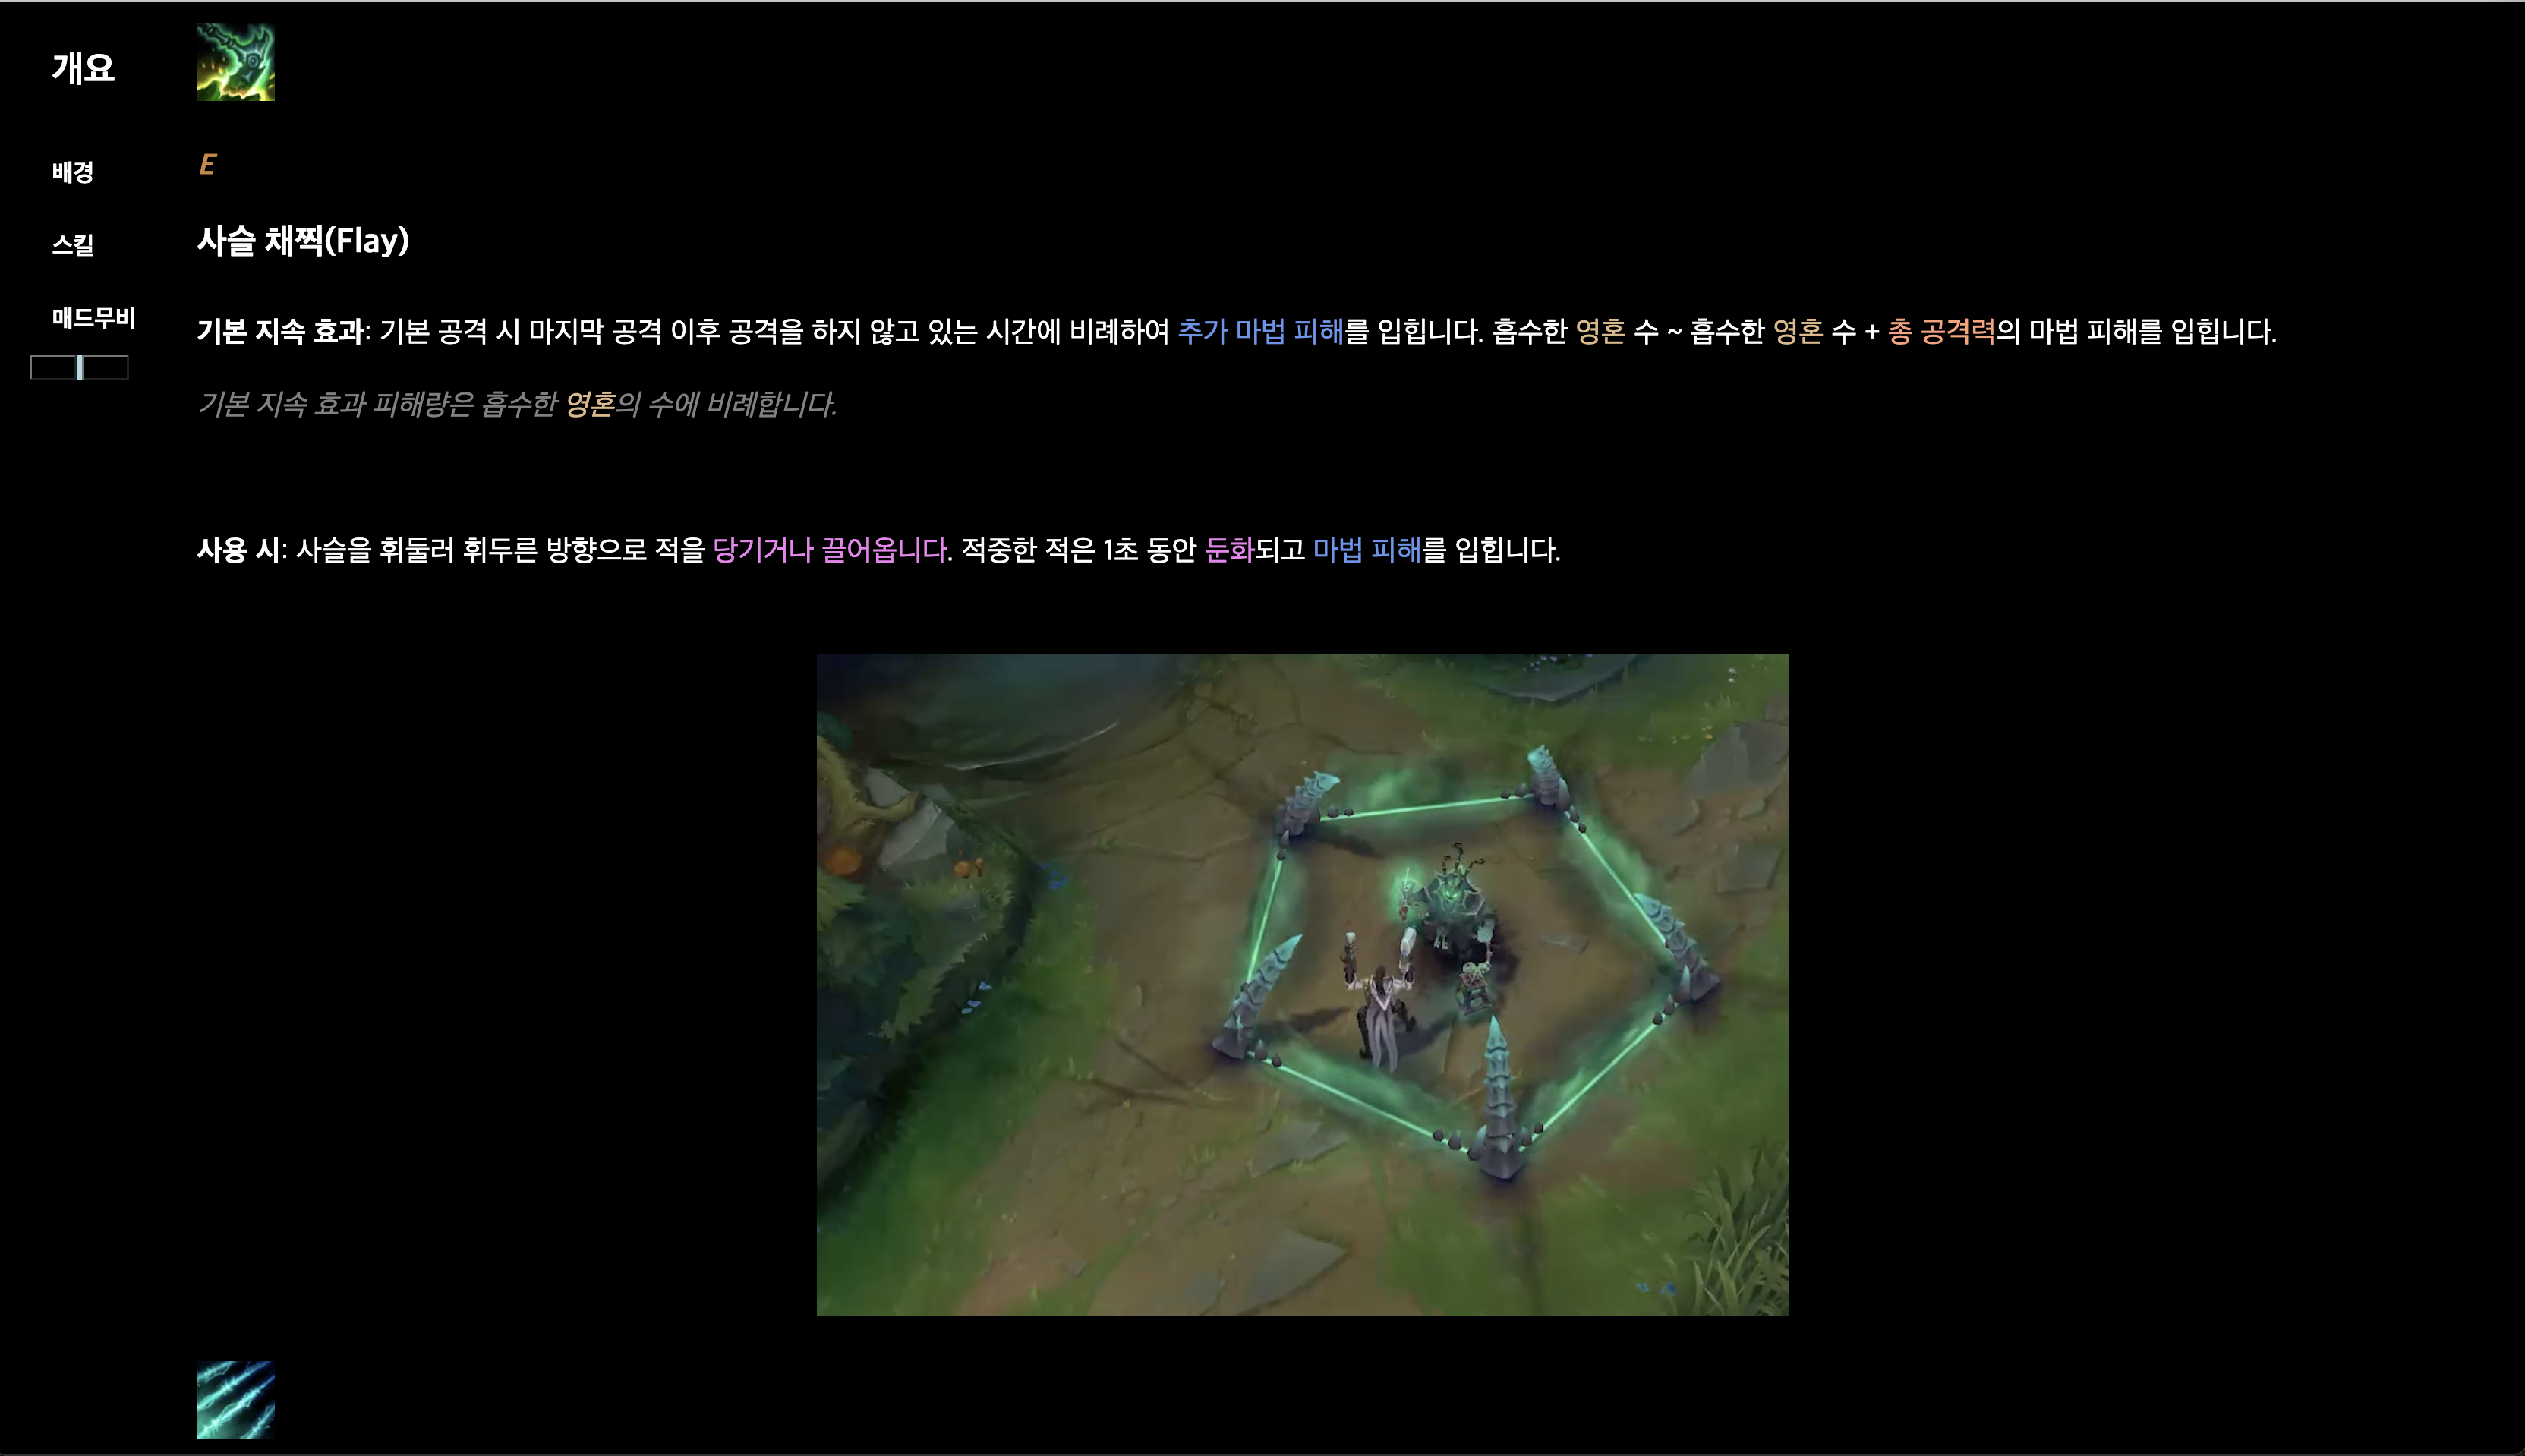 개요
배경
스킬
매드무비
E
사슬 채찍(Flay)
기본 지속 효과: 기본 공격 시 마지막 공격 이후 공격을 하지 않고 있는 시간에 비례하여 추가 마법 피해를 입힙니다. 흡수한 영혼 수 ~ 흡수한 영혼 수 + 총 공격력의 마법 피해를 입힙니다.
기본 지속 효과 피해량은 흡수한 영혼의 수에 비례합니다.
사용 시: 사슬을 휘둘러 휘두른 방향으로 적을 당기거나 끌어옵니다. 적중한 적은 1초 동안 둔화되고 마법 피해를 입힙니다.